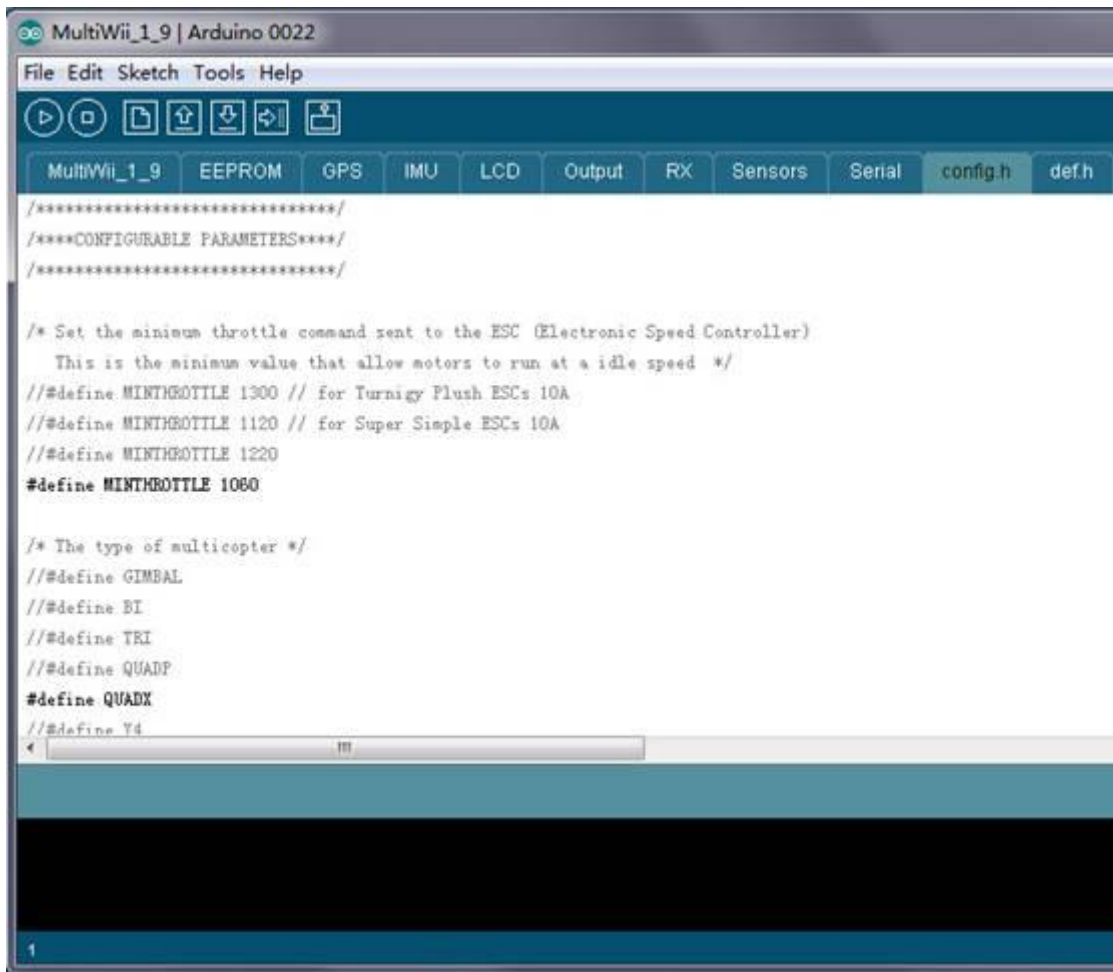 MultiWii_1_9 | Arduino 0022
File Edit Sketch Tools Help
MultiWii_1_9 EEPROM GPS IMU LCD Output RX Sensors Serial config.h def.h
/*******************************/
/****CONFIGURABLE PARAMETERS****/
/*******************************/
/* Set the minimum throttle command sent to the ESC (Electronic Speed Controller)
This is the minimum value that allow motors to run at a idle speed */
//#define MINTHROTTLE 1300 // for Turnigy Plush ESCs 10A
//#define MINTHROTTLE 1120 // for Super Simple ESCs 10A
//#define MINTHROTTLE 1220
#define MINTHROTTLE 1060
/* The type of multicopter */
//#define GIMBAL
//#define BI
//#define TRI
//#define QUADP
#define QUADX
//#define Y4
1